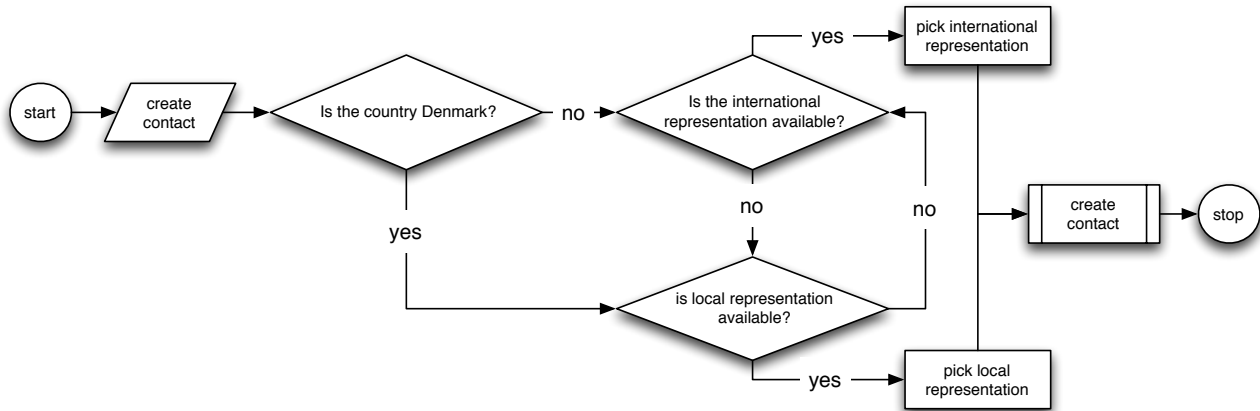 start
create
contact
Is the country Denmark?
no
yes
Is the international
representation available?
yes
no
no
pick international
representation
is local representation
available?
yes
pick local
representation
create
contact
stop